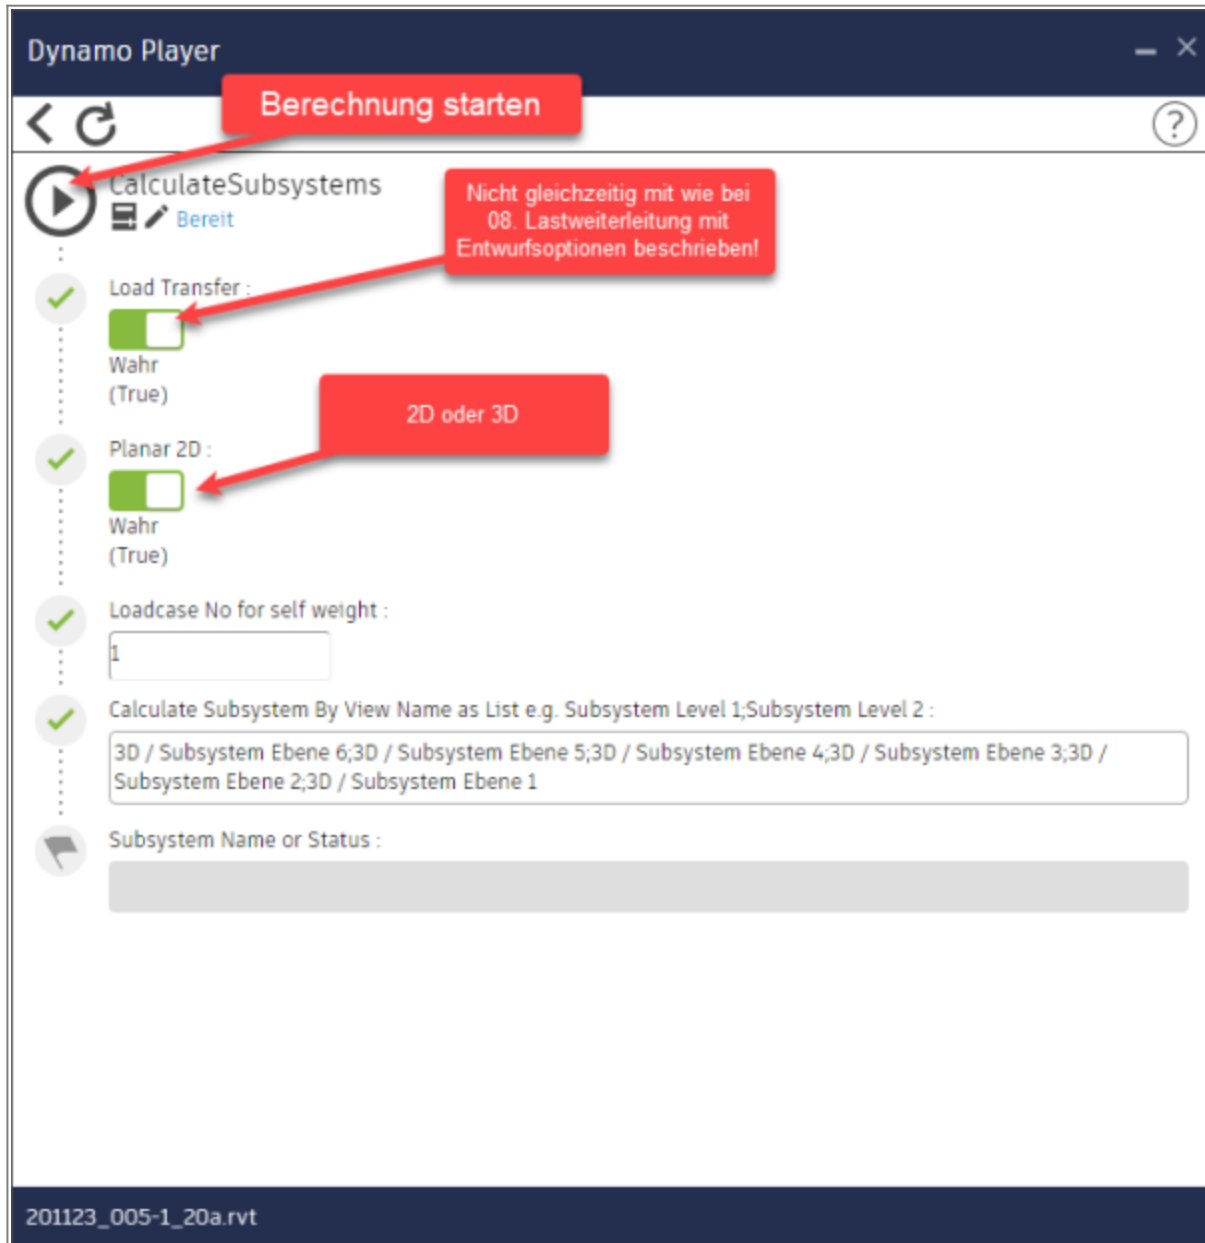 Dynamo Player
Berechnung starten
?
CalculateSubsystems
Bereit
Nicht gleichzeitig mit wie bei
08. Lastweiterleitung mit
Entwurfsoptionen beschrieben!
Load Transfer :
Wahr
(True)
2D oder 3D
Planar 2D :
Wahr
(True)
Loadcase No for self weight :
1
Calculate Subsystem By View Name as List e.g. Subsystem Level 1;Subsystem Level 2 :
3D / Subsystem Ebene 6;3D / Subsystem Ebene 5;3D / Subsystem Ebene 4;3D / Subsystem Ebene 3;3D /
Subsystem Ebene 2;3D / Subsystem Ebene 1
Subsystem Name or Status :
201123_005-1_20a.rvt